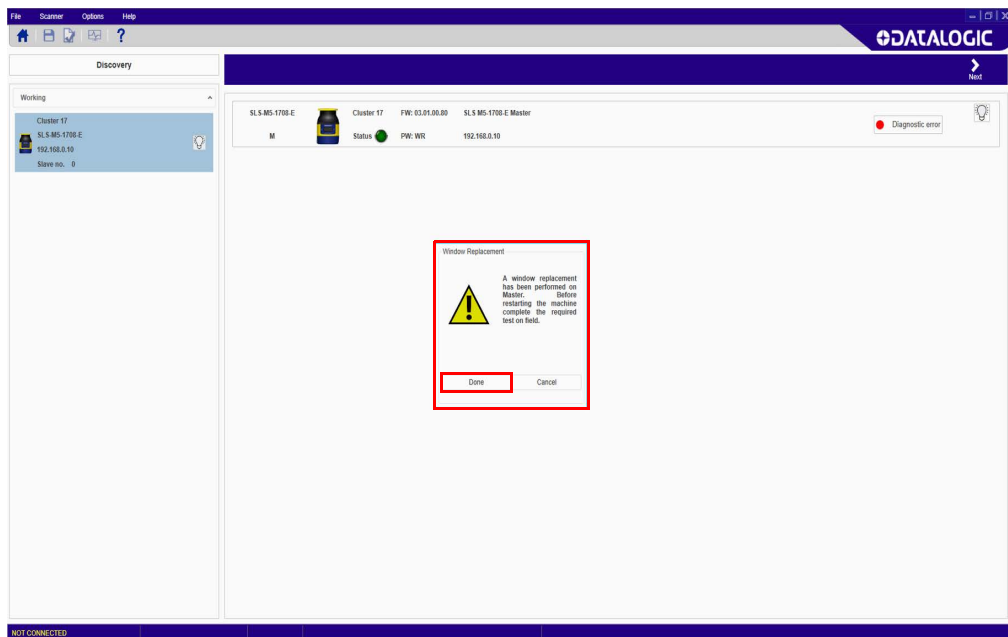 File Scanner Options Help
?
DATALOGIC
Discovery
Next
Working
Cluster 17
SLS-M5-1708-E
192.168.0.10
Slave no. 0
SLS-M5-1708-E Cluster 17 FW: 03.01.00.80 SLS M5-1708-E Master
M Status PW: WR 192.168.0.10
Diagnostic error
Window Replacement
A window replacement
has been performed on
Master. Before
restarting the machine
complete the required
test on field.
Done Cancel
NOT CONNECTED